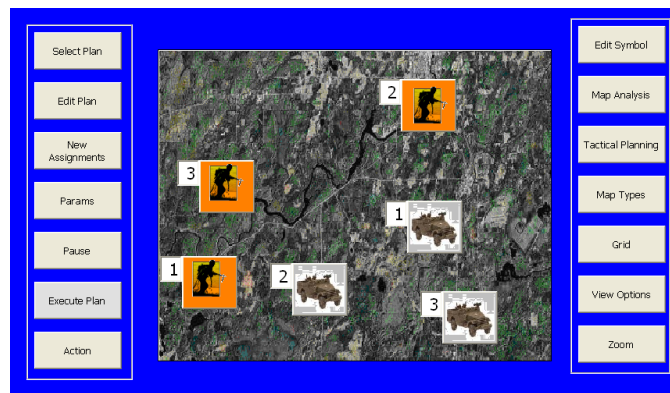 Select Plan
Edit Plan
New
Assignments
Params
Pause
Execute Plan
Action
2
3
1
1
2
3
Edit Symbol
Map Analysis
Tactical Planning
Map Types
Grid
View Options
Zoom